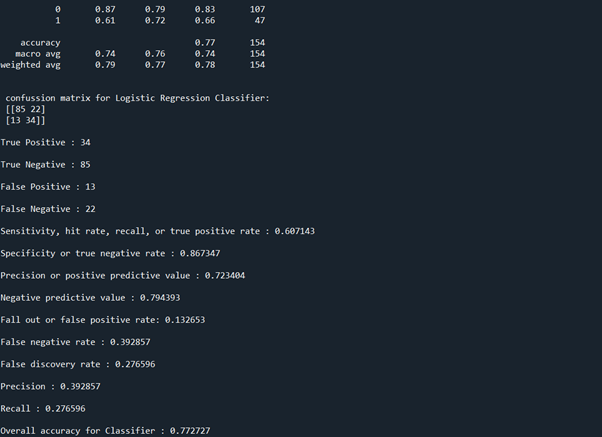 0 0.87 0.79 0.83 107
1 0.61 0.72 0.66 47
accuracy 0.77 154
macro avg 0.74 0.76 0.74 154
weighted avg 0.79 0.77 0.78 154
confussion matrix for Logistic Regression Classifier:
[[85 22]
[13 34]]
True Positive : 34
True Negative : 85
False Positive : 13
False Negative : 22
Sensitivity, hit rate, recall, or true positive rate : 0.607143
Specificity or true negative rate : 0.867347
Precision or positive predictive value : 0.723404
Negative predictive value : 0.794393
Fall out or false positive rate: 0.132653
False negative rate : 0.392857
False discovery rate : 0.276596
Precision : 0.392857
Recall : 0.276596
Overall accuracy for Classifier : 0.772727